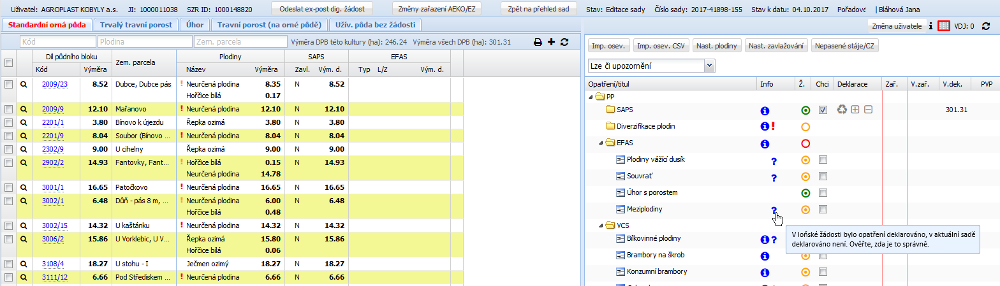 Uživatel: AGROPLAST KOBYLY a.s. JI: 1000011038 SZR ID: 1000148820 Odeslat ex-post dig. žádost Změny zařazení AEKO/EZ Zpět na přehled sad
Standardní orná půda Trvalý travní porost Úhor Travní porost (na orné půdě) Užív. půda bez žádosti
Kód Plodina Zem. parcela Výměra DPB této kultury (ha): 246.24 Výměra všech DPB (ha): 301.31
Díl půdního bloku Zem. parcela Plodiny SAPS EFAS
Kód Výměra Název Výměra Zavl. Vým. d. Typ L/Z Vým. d.
2009/23 8.52 Dubce, Dubce pás ! Neurčená plodina 8.35 N 8.52
Hořčice bílá 0.17
2009/9 12.10 Mařanovo ! Neurčená plodina 12.10 N 12.10
2201/1 3.80 Bínovo k újezdu Řepka ozimá 3.80 N 3.80
2201/9 8.04 Soubor (Bínovo ... ! Neurčená plodina 8.04 N 8.04
2302/9 9.00 U cihelny Řepka ozimá 9.00 N 9.00
2902/2 14.93 Fantovky, Fant... ! Hořčice bílá 0.15 N 14.93
Neurčená plodina 14.78
3001/1 16.65 Patočkovo ! Neurčená plodina 16.65 N 16.65
3002/1 6.48 Důň - pás 8 m, ... ! Neurčená plodina 6.00 N 6.48
Hořčice bílá 0.48
3002/15 14.32 U kaštánku ! Neurčená plodina 14.32 N 14.32
3006/2 15.86 U Vorklebic, U V... Řepka ozimá 15.80 N 15.86
Hořčice bílá 0.06
3108/4 18.27 U stohu - I Ječmen ozimý 18.27 N 18.27
3111/12 6.66 Pod Střediskem ... ! Neurčená plodina 6.66 N 6.66
Stav: Editace sady Číslo sady: 2017-41898-155 Stav k datu: 04.10.2017 Pořadové Bláhová Jana
Změna uživatele VDJ: 0
Imp. osev. Imp. osev. CSV Nast. plodiny Nast. zavlažování Nepasené stáje/CZ
Lze či upozornění
Opatření/titul Info Ž. Chci Deklarace Zař. V.zař. V.dek. PVP
PP
SAPS 301.31
Diverzifikace plodin !
EFAS
Plodiny vážící dusík ?
Souvrať ?
Úhor s porostem
Meziplodiny ?
VCS
Bílkovinné plodiny ?
Brambory na škrob
Konzumní brambory
V loňské žádosti bylo opatření deklarováno, v aktuální sadě
deklarováno není. Ověřte, zda je to správně.